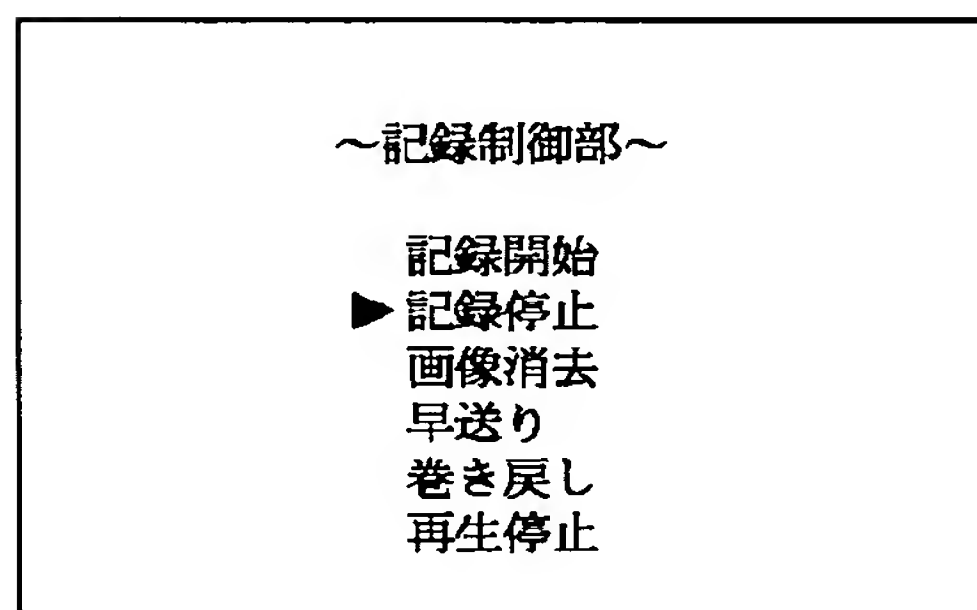 ～記録制御部～
記録開始
▶記録停止
画像消去
早送り
巻き戻し
再生停止